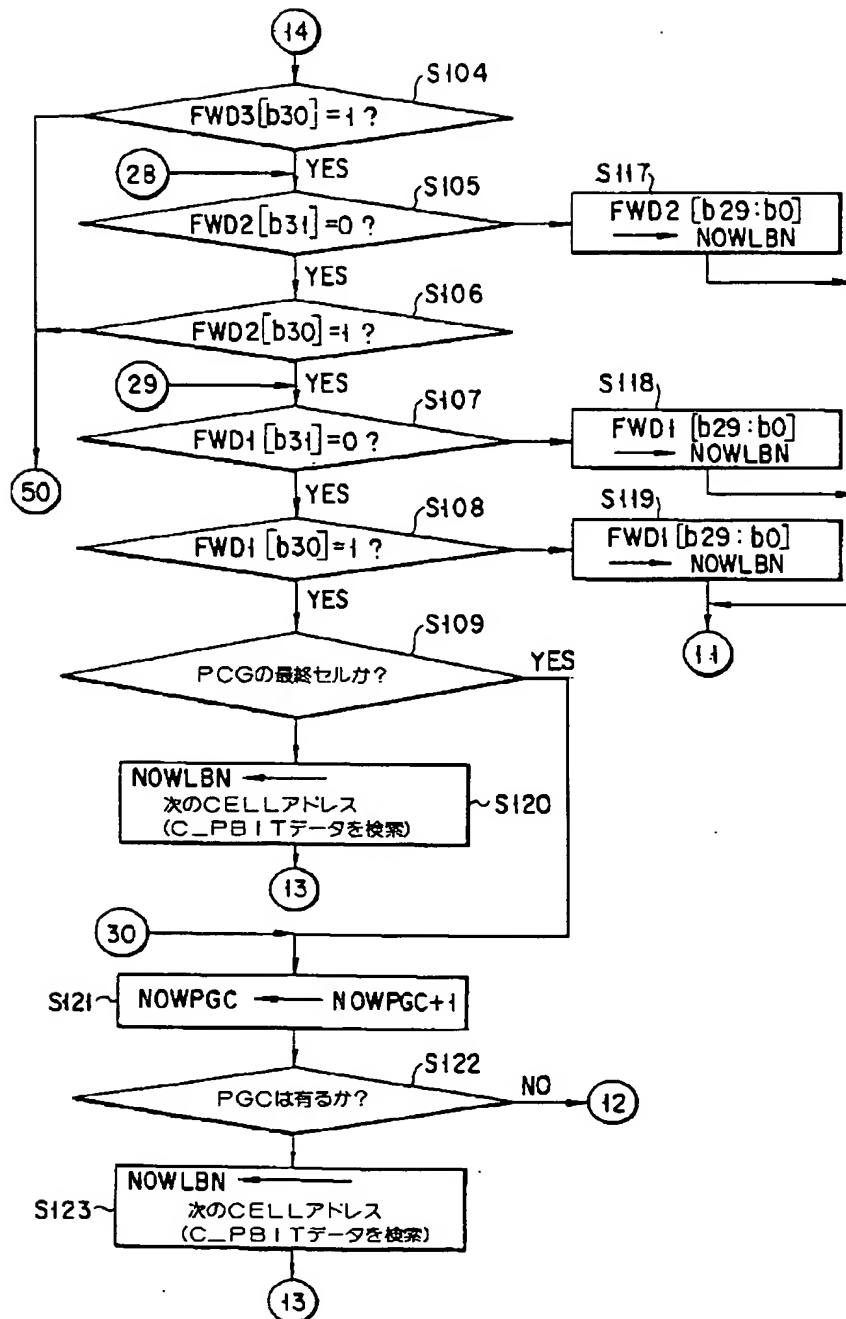 14
S104
FWD3[b30]=1?
28
YES
S105
FWD2[b31]=0?
S117
FWD2 [b29:b0]
NOWLBN
YES
S106
FWD2[b30]=1?
29
YES
S107
FWD1[b31]=0?
S118
FWD1 [b29:b0]
NOWLBN
50
YES
S108
FWD1[b30]=1?
S119
FWD1[b29:b0]
NOWLBN
YES
11
S109
PCGの最終セルか?
YES
NOWLBN
次のCELLアドレス
(C_PBITデータを検索)
S120
13
30
S121
NOWPGC NOWPGC+1
S122
PGCは有るか?
NO
12
S123
NOWLBN
次のCELLアドレス
(C_PBITデータを検索)
13